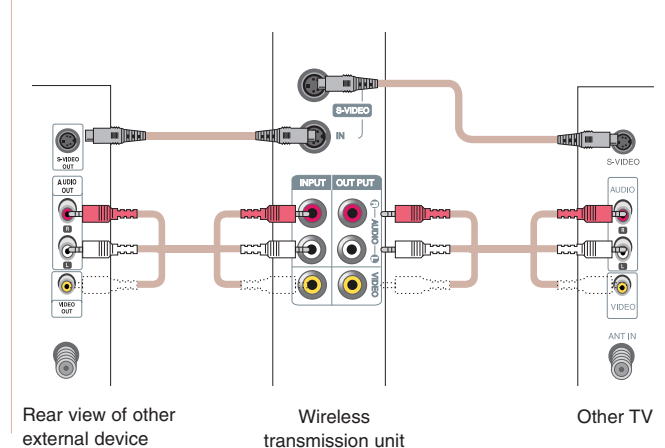 S-VIDEO
IN
S-VIDEO
OUT
S-VIDEO
AUDIO
OUT
INPUT
OUT PUT
AUDIO
R
R
AUDIO
L
L
VIDEO
VIDEO
OUT
VIDEO
ANT IN
Rear view of other
external device
Wireless
transmission unit
Other TV